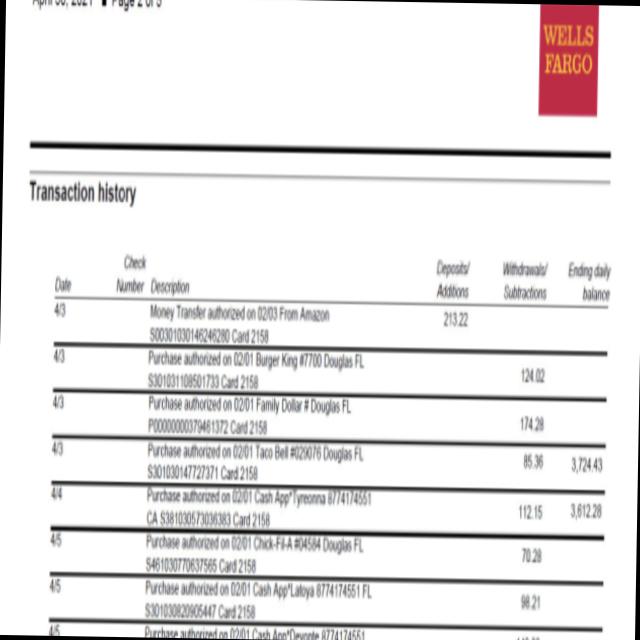 April 30, 2021 ■ Page 2 of 5
WELLS
FARGO
Transaction history
Check Deposits/ Withdrawals/ Ending daily
Date Number Description Additions Subtractions balance
4/3 Money Transfer authorized on 02/03 From Amazon 213.22
S00301030146246280 Card 2158
4/3 Purchase authorized on 02/01 Burger King #7700 Douglas FL 124.02
S301031108501733 Card 2158
4/3 Purchase authorized on 02/01 Family Dollar # Douglas FL 174.28
P00000000379461372 Card 2158
4/3 Purchase authorized on 02/01 Taco Bell #029076 Douglas FL 85.36 3,724.43
S301030147727371 Card 2158
4/4 Purchase authorized on 02/01 Cash App*Tyreonna 8774174551 112.15 3,612.28
CA S381030573036383 Card 2158
4/5 Purchase authorized on 02/01 Chick-Fil-A #04584 Douglas FL 70.28
S461030770637565 Card 2158
4/5 Purchase authorized on 02/01 Cash App*Latoya 8774174551 FL 98.21
S301030820905447 Card 2158
4/5 Purchase authorized on 02/01 Cash App*Devonte 8774174551